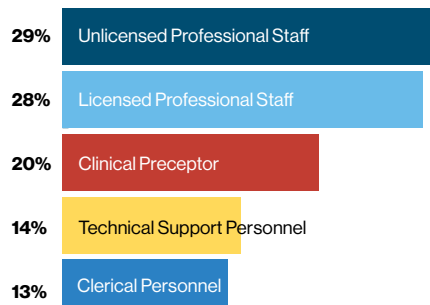 29% Unlicensed Professional Staff
28% Licensed Professional Staff
20% Clinical Preceptor
14% Technical Support Personnel
13% Clerical Personnel